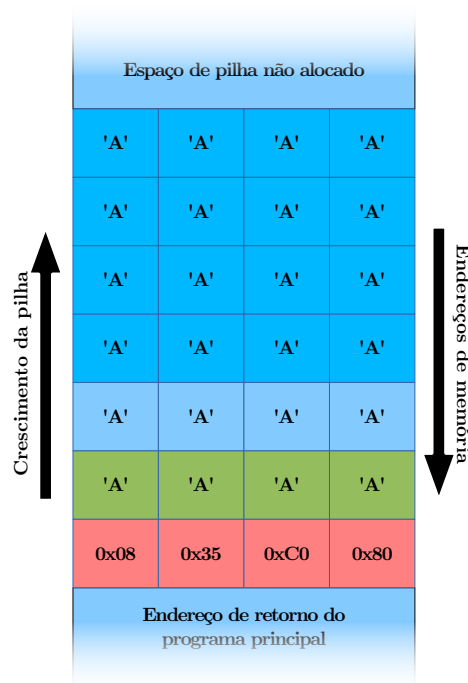 Espaço de pilha não alocado
'A' 'A' 'A' 'A'
'A' 'A' 'A' 'A'
'A' 'A' 'A' 'A'
'A' 'A' 'A' 'A'
'A' 'A' 'A' 'A'
'A' 'A' 'A' 'A'
0x08 0x35 0xC0 0x80
Endereço de retorno do
programa principal
Crescimento da pilha
Endereços de memória